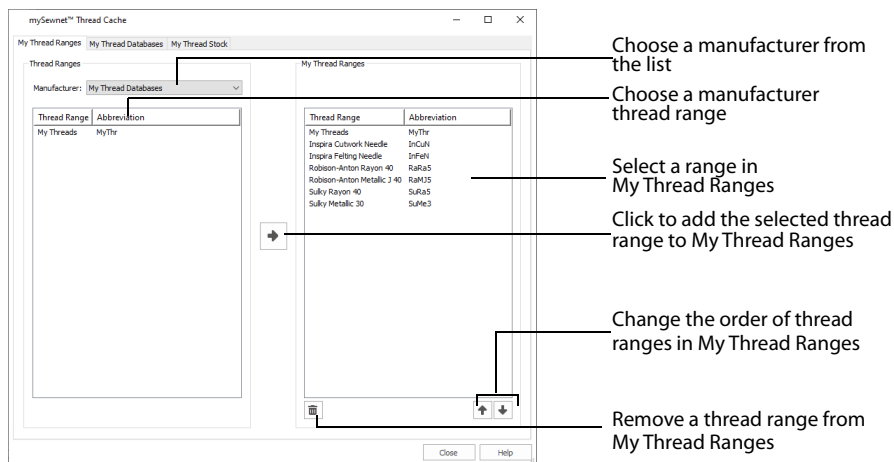 mySewnet™ Thread Cache
My Thread Ranges My Thread Databases My Thread Stock
Thread Ranges
Manufacturer: My Thread Databases
Thread Range Abbreviation
My Threads MyThr
My Thread Ranges
Thread Range Abbreviation
My Threads MyThr
Inspira Cutwork Needle InCuN
Inspira Felting Needle InFeN
Robison-Anton Rayon 40 RaRa5
Robison-Anton Metallic J 40 RaMJ5
Sulky Rayon 40 SuRa5
Sulky Metallic 30 SuMe3
Close Help
Choose a manufacturer from
the list
Choose a manufacturer
thread range
Select a range in
My Thread Ranges
Click to add the selected thread
range to My Thread Ranges
Change the order of thread
ranges in My Thread Ranges
Remove a thread range from
My Thread Ranges